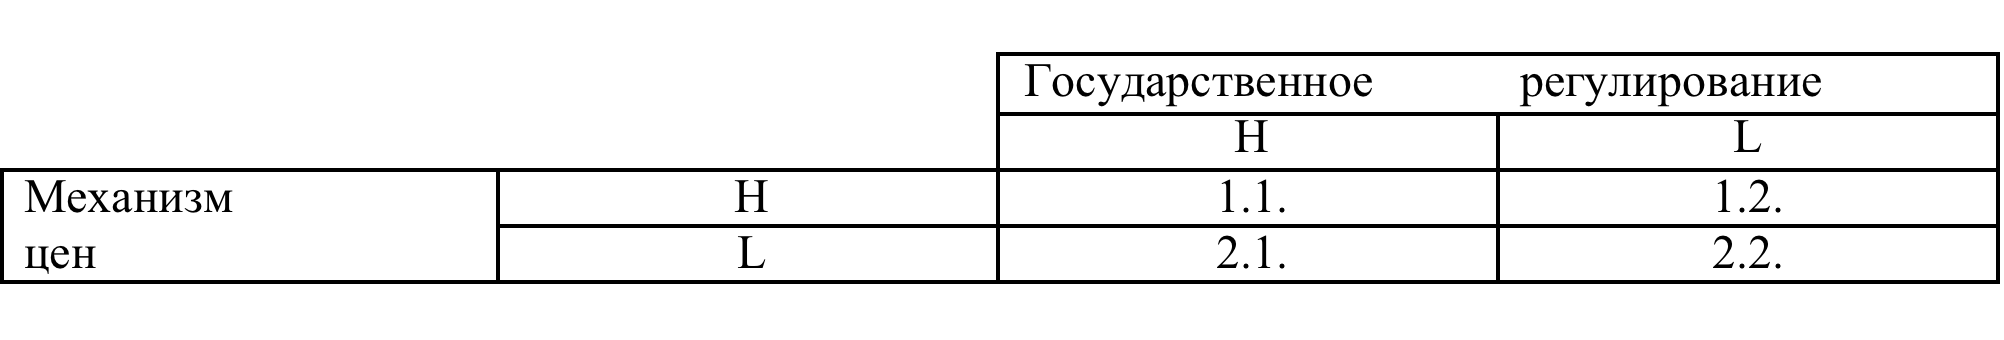 Государственное регулирование
H L
Механизм цен
H 1.1. 1.2.
L 2.1. 2.2.